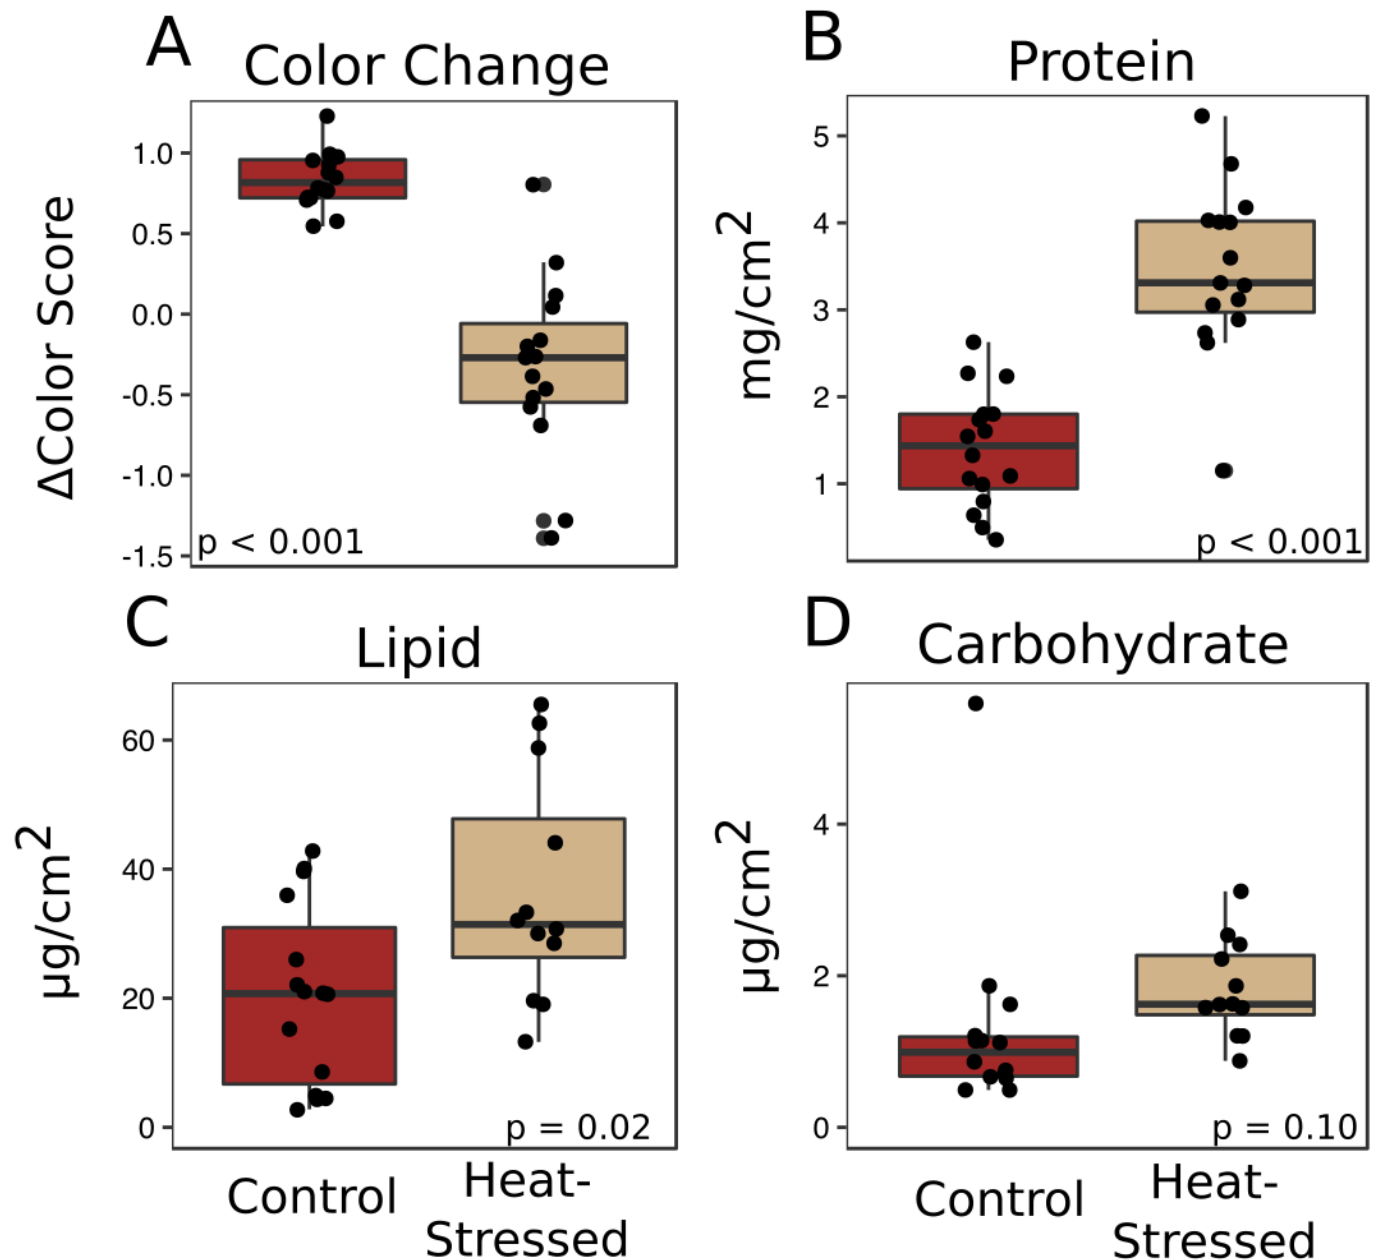 A
Color Change
ΔColor Score
1.0
0.5
0.0
-0.5
-1.0
-1.5
p < 0.001
B
Protein
mg/cm²
5
4
3
2
1
p < 0.001
C
Lipid
µg/cm²
60
40
20
0
p = 0.02
Control
Heat-
Stressed
D
Carbohydrate
µg/cm²
4
2
0
p = 0.10
Control
Heat-
Stressed